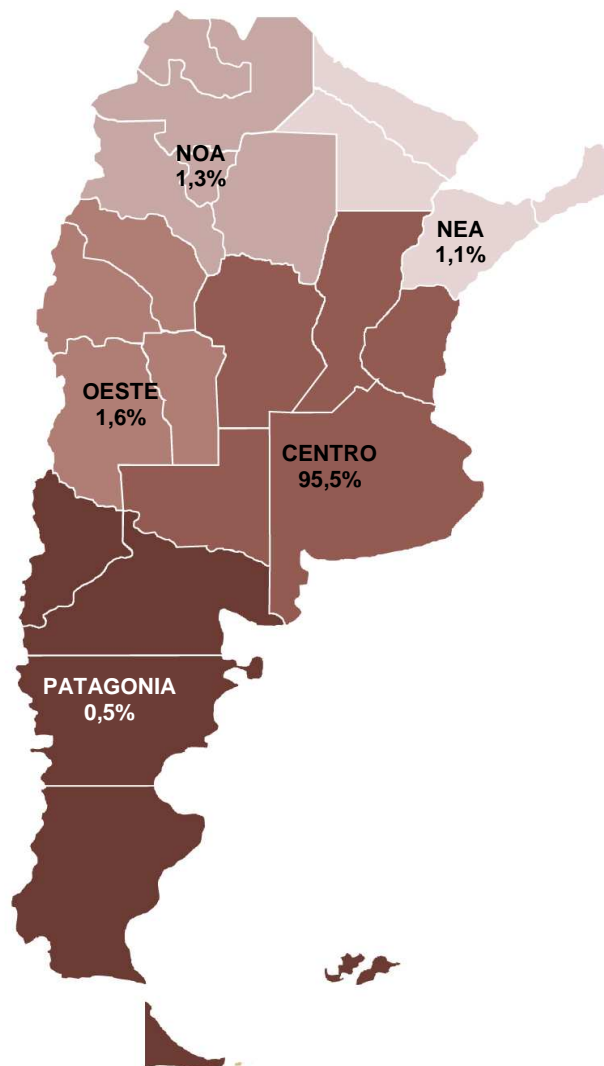 NOA
1,3%
NEA
1,1%
OESTE
1,6%
CENTRO
95,5%
PATAGONIA
0,5%